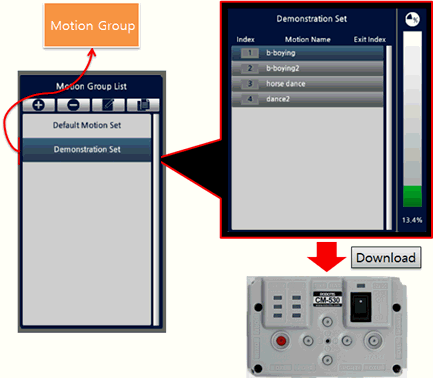 Motion Group
Motion Group List
Default Motion Set
Demonstration Set
Demonstration Set
Index Motion Name Exit Index
1 b-boying
2 b-boying2
3 horse dance
4 dance2
13.4%
Download
ROBOTIS
CM-530